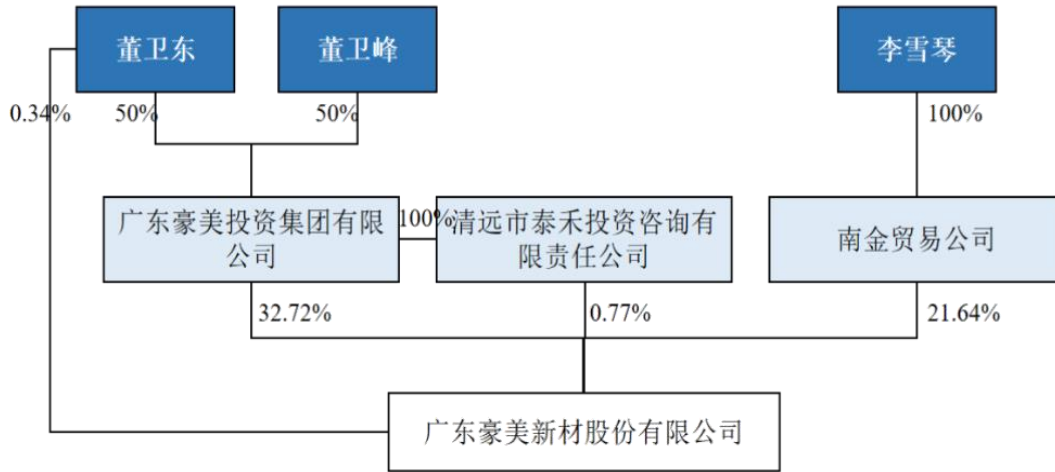 董卫东
董卫峰
李雪琴
0.34%
50%
50%
100%
广东豪美投资集团有限
公司
100%
清远市泰禾投资咨询有
限责任公司
南金贸易公司
32.72%
0.77%
21.64%
广东豪美新材股份有限公司